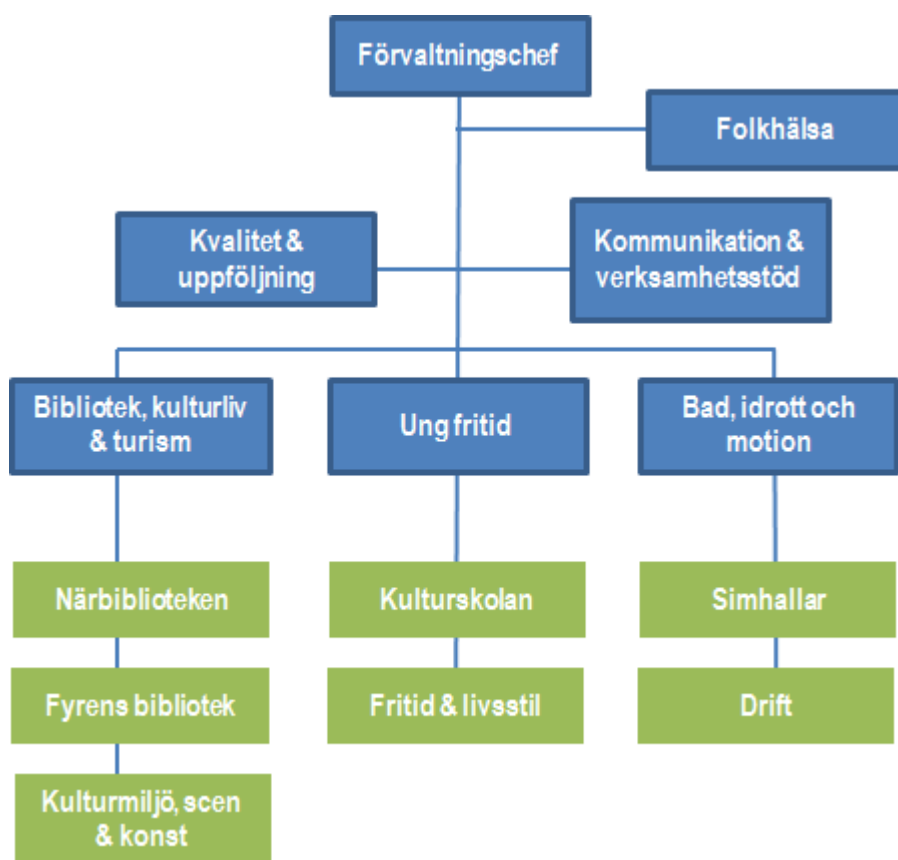 Förvaltningschef
Folkhälsa
Kvalitet &
uppföljning
Kommunikation &
verksamhetsstöd
Bibliotek, kulturliv
& turism
Ung fritid
Bad, idrott och
motion
Närbiblioteken
Kulturskolan
Simhallar
Fyrens bibliotek
Fritid & livsstil
Drift
Kulturmiljö, scen
& konst